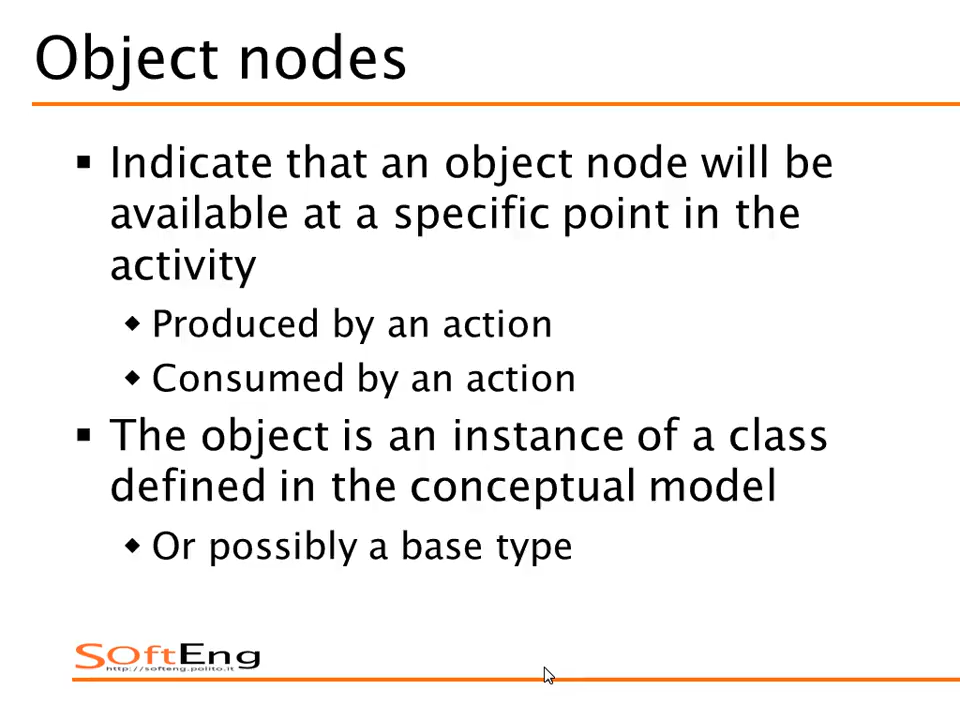 Object nodes
▪ Indicate that an object node will be
available at a specific point in the
activity
◆ Produced by an action
◆ Consumed by an action
▪ The object is an instance of a class
defined in the conceptual model
◆ Or possibly a base type
SoftEng
http://softeng.polito.it